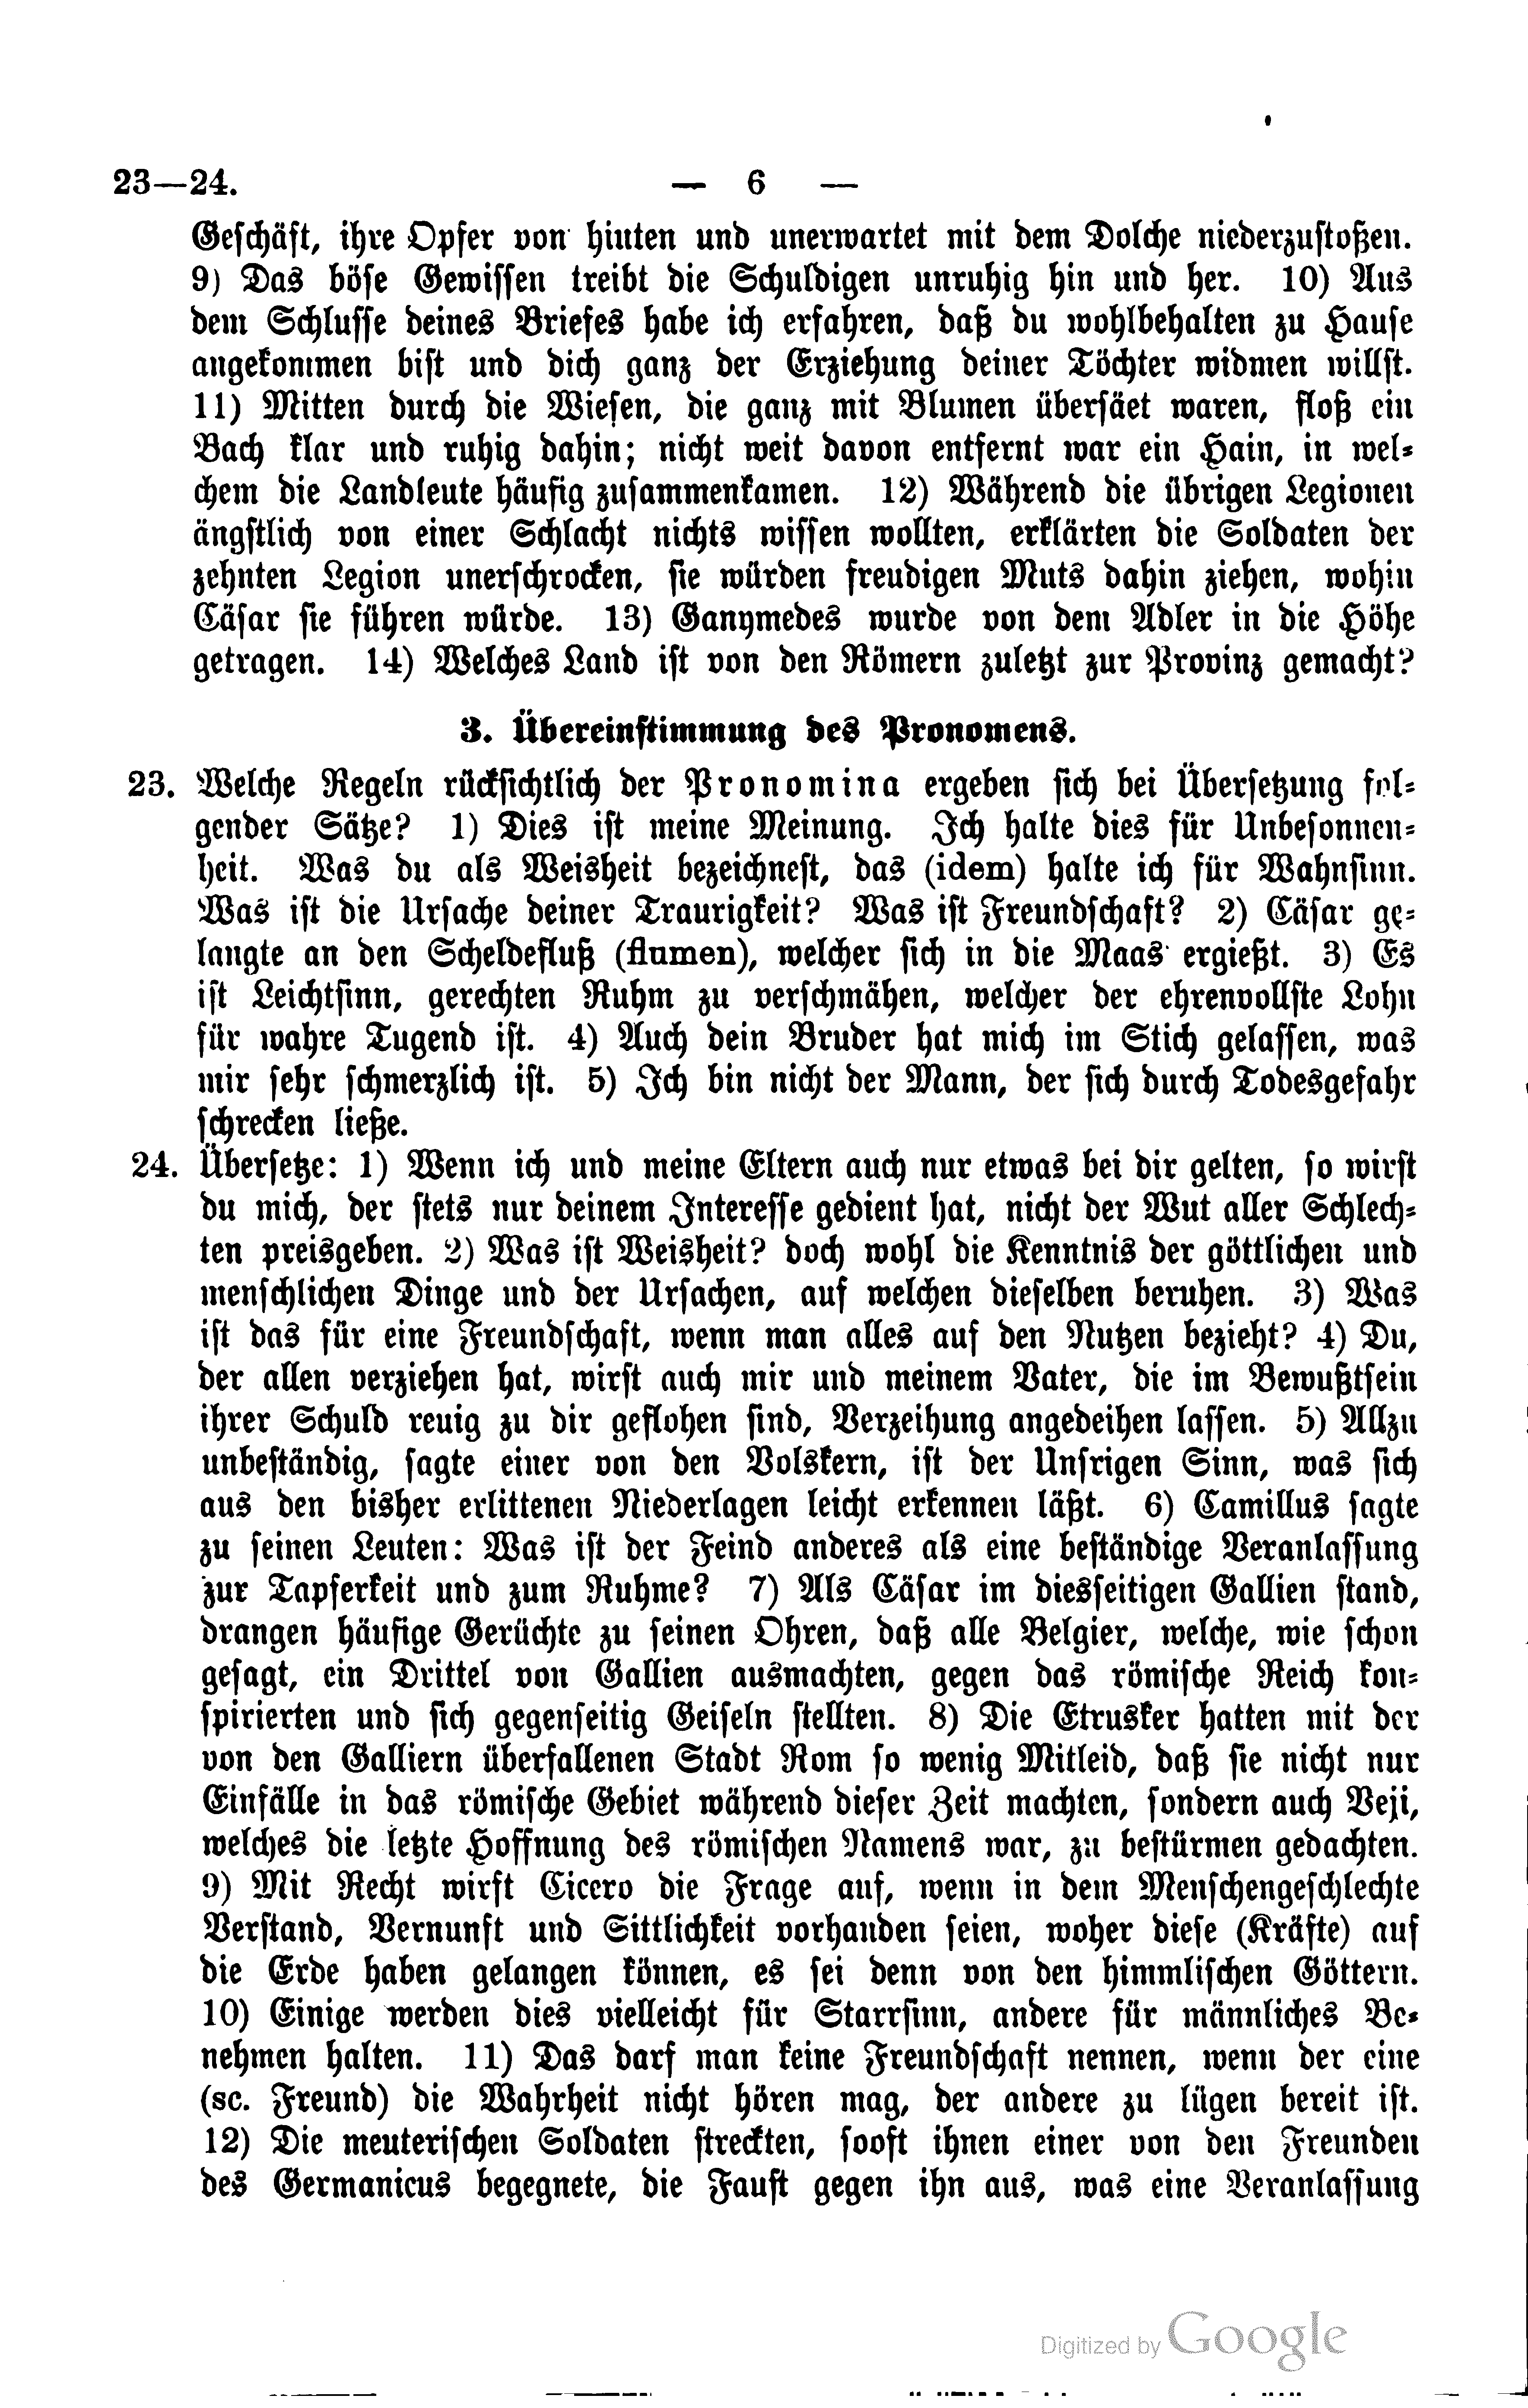 23—24.
— 6 —
Geschäft, ihre Opfer von hinten und unerwartet mit dem Dolche niederzustoßen.
9) Das böse Gewissen treibt die Schuldigen unruhig hin und her. 10) Aus
dem Schlusse deines Briefes habe ich erfahren, daß du wohlbehalten zu Hause
angekommen bist und dich ganz der Erziehung deiner Töchter widmen willst.
11) Mitten durch die Wiesen, die ganz mit Blumen übersäet waren, floß ein
Bach klar und ruhig dahin; nicht weit davon entfernt war ein Hain, in wel-
chem die Landleute häufig zusammenkamen. 12) Während die übrigen Legionen
ängstlich von einer Schlacht nichts wissen wollten, erklärten die Soldaten der
zehnten Legion unerschrocken, sie würden freudigen Muts dahin ziehen, wohin
Cäsar sie führen würde. 13) Ganymedes wurde von dem Adler in die Höhe
getragen. 14) Welches Land ist von den Römern zuletzt zur Provinz gemacht?
3. Übereinstimmung des Pronomens.
23. Welche Regeln rücksichtlich der Pronomina ergeben sich bei Übersetzung fol-
gender Sätze? 1) Dies ist meine Meinung. Ich halte dies für Unbesonnen-
heit. Was du als Weisheit bezeichnest, das (idem) halte ich für Wahnsinn.
Was ist die Ursache deiner Traurigkeit? Was ist Freundschaft? 2) Cäsar ge-
langte an den Scheldefluß (flumen), welcher sich in die Maas ergießt. 3) Es
ist Leichtsinn, gerechten Ruhm zu verschmähen, welcher der ehrenvollste Lohn
für wahre Tugend ist. 4) Auch dein Bruder hat mich im Stich gelassen, was
mir sehr schmerzlich ist. 5) Ich bin nicht der Mann, der sich durch Todesgefahr
schrecken ließe.
24. Übersetze: 1) Wenn ich und meine Eltern auch nur etwas bei dir gelten, so wirst
du mich, der stets nur deinem Interesse gedient hat, nicht der Wut aller Schlech-
ten preisgeben. 2) Was ist Weisheit? doch wohl die Kenntnis der göttlichen und
menschlichen Dinge und der Ursachen, auf welchen dieselben beruhen. 3) Was
ist das für eine Freundschaft, wenn man alles auf den Nutzen bezieht? 4) Du,
der allen verziehen hat, wirst auch mir und meinem Vater, die im Bewußtsein
ihrer Schuld reuig zu dir geflohen sind, Verzeihung angedeihen lassen. 5) Allzu
unbeständig, sagte einer von den Volskern, ist der Unsrigen Sinn, was sich
aus den bisher erlittenen Niederlagen leicht erkennen läßt. 6) Camillus sagte
zu seinen Leuten: Was ist der Feind anderes als eine beständige Veranlassung
zur Tapferkeit und zum Ruhme? 7) Als Cäsar im diesseitigen Gallien stand,
drangen häufige Gerüchte zu seinen Ohren, daß alle Belgier, welche, wie schon
gesagt, ein Drittel von Gallien ausmachten, gegen das römische Reich kon-
spirierten und sich gegenseitig Geiseln stellten. 8) Die Etrusker hatten mit der
von den Galliern überfallenen Stadt Rom so wenig Mitleid, daß sie nicht nur
Einfälle in das römische Gebiet während dieser Zeit machten, sondern auch Veji,
welches die letzte Hoffnung des römischen Namens war, zu bestürmen gedachten.
9) Mit Recht wirft Cicero die Frage auf, wenn in dem Menschengeschlechte
Verstand, Vernunft und Sittlichkeit vorhanden seien, woher diese (Kräfte) auf
die Erde haben gelangen können, es sei denn von den himmlischen Göttern.
10) Einige werden dies vielleicht für Starrsinn, andere für männliches Be-
nehmen halten. 11) Das darf man keine Freundschaft nennen, wenn der eine
(sc. Freund) die Wahrheit nicht hören mag, der andere zu lügen bereit ist.
12) Die meuterischen Soldaten streckten, sooft ihnen einer von den Freunden
des Germanicus begegnete, die Faust gegen ihn aus, was eine Veranlassung
Digitized by Google